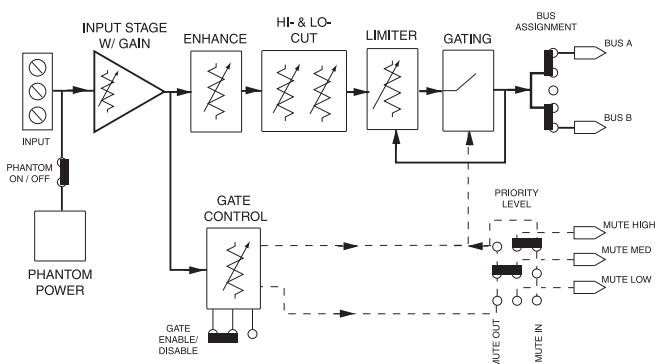 INPUT STAGE
W/ GAIN
ENHANCE
HI- & LO-
CUT
LIMITER
GATING
BUS
ASSIGNMENT
BUS A
BUS B
INPUT
PHANTOM
ON / OFF
PHANTOM
POWER
GATE
CONTROL
GATE
ENABLE/
DISABLE
PRIORITY
LEVEL
MUTE HIGH
MUTE MED
MUTE LOW
MUTE OUT
MUTE IN